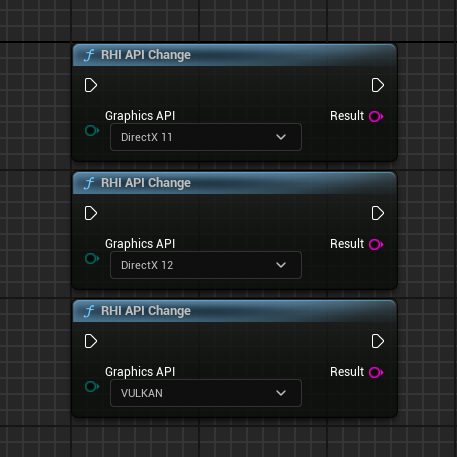 RHI API Change
Graphics API
Result
DirectX 11
RHI API Change
Graphics API
Result
DirectX 12
RHI API Change
Graphics API
Result
VULKAN